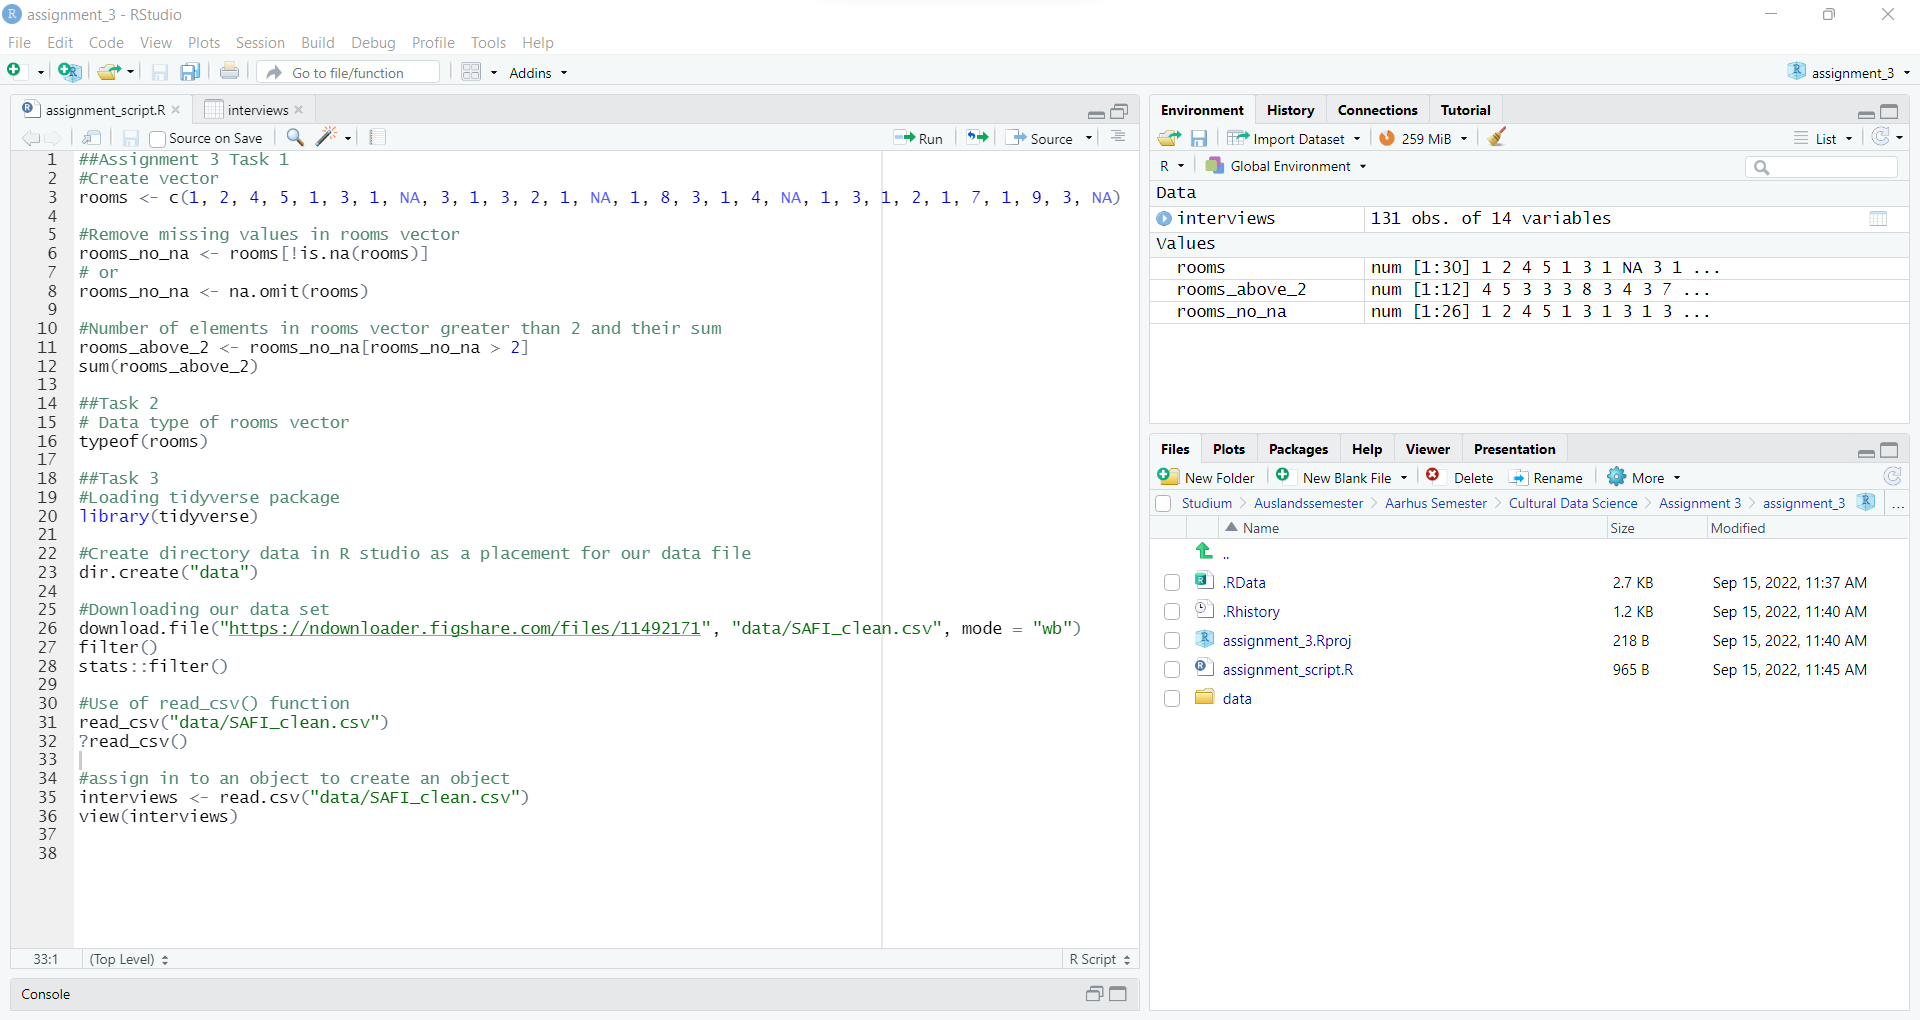 assignment_3 - RStudio
File Edit Code View Plots Session Build Debug Profile Tools Help
Go to file/function Addins assignment_3
assignment_script.R interviews
Source on Save Run Source
1 ##Assignment 3 Task 1
2 #Create vector
3 rooms <- c(1, 2, 4, 5, 1, 3, 1, NA, 3, 1, 3, 2, 1, NA, 1, 8, 3, 1, 4, NA, 1, 3, 1, 2, 1, 7, 1, 9, 3, NA)
4
5 #Remove missing values in rooms vector
6 rooms_no_na <- rooms[!is.na(rooms)]
7 # or
8 rooms_no_na <- na.omit(rooms)
9
10 #Number of elements in rooms vector greater than 2 and their sum
11 rooms_above_2 <- rooms_no_na[rooms_no_na > 2]
12 sum(rooms_above_2)
13
14 ##Task 2
15 # Data type of rooms vector
16 typeof(rooms)
17
18 ##Task 3
19 #Loading tidyverse package
20 library(tidyverse)
21
22 #Create directory data in R studio as a placement for our data file
23 dir.create("data")
24
25 #Downloading our data set
26 download.file("https://ndownloader.figshare.com/files/11492171", "data/SAFI_clean.csv", mode = "wb")
27 filter()
28 stats::filter()
29
30 #Use of read_csv() function
31 read_csv("data/SAFI_clean.csv")
32 ?read_csv()
33
34 #assign in to an object to create an object
35 interviews <- read.csv("data/SAFI_clean.csv")
36 view(interviews)
37
38
33:1 (Top Level) R Script
Console
Environment History Connections Tutorial
Import Dataset 259 MiB List
R Global Environment
Data
interviews 131 obs. of 14 variables
Values
rooms num [1:30] 1 2 4 5 1 3 1 NA 3 1 ...
rooms_above_2 num [1:12] 4 5 3 3 3 8 3 4 3 7 ...
rooms_no_na num [1:26] 1 2 4 5 1 3 1 3 1 3 ...
Files Plots Packages Help Viewer Presentation
New Folder New Blank File Delete Rename More
Studium Auslandssemester Aarhus Semester Cultural Data Science Assignment 3 assignment_3 ...
Name Size Modified
..
.RData 2.7 KB Sep 15, 2022, 11:37 AM
.Rhistory 1.2 KB Sep 15, 2022, 11:40 AM
assignment_3.Rproj 218 B Sep 15, 2022, 11:40 AM
assignment_script.R 965 B Sep 15, 2022, 11:45 AM
data